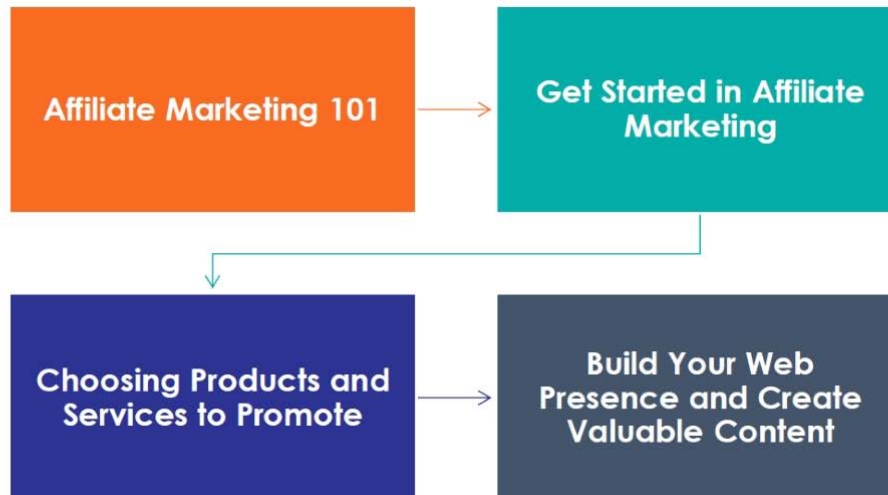 Affiliate Marketing 101
Get Started in Affiliate
Marketing
Choosing Products and
Services to Promote
Build Your Web
Presence and Create
Valuable Content